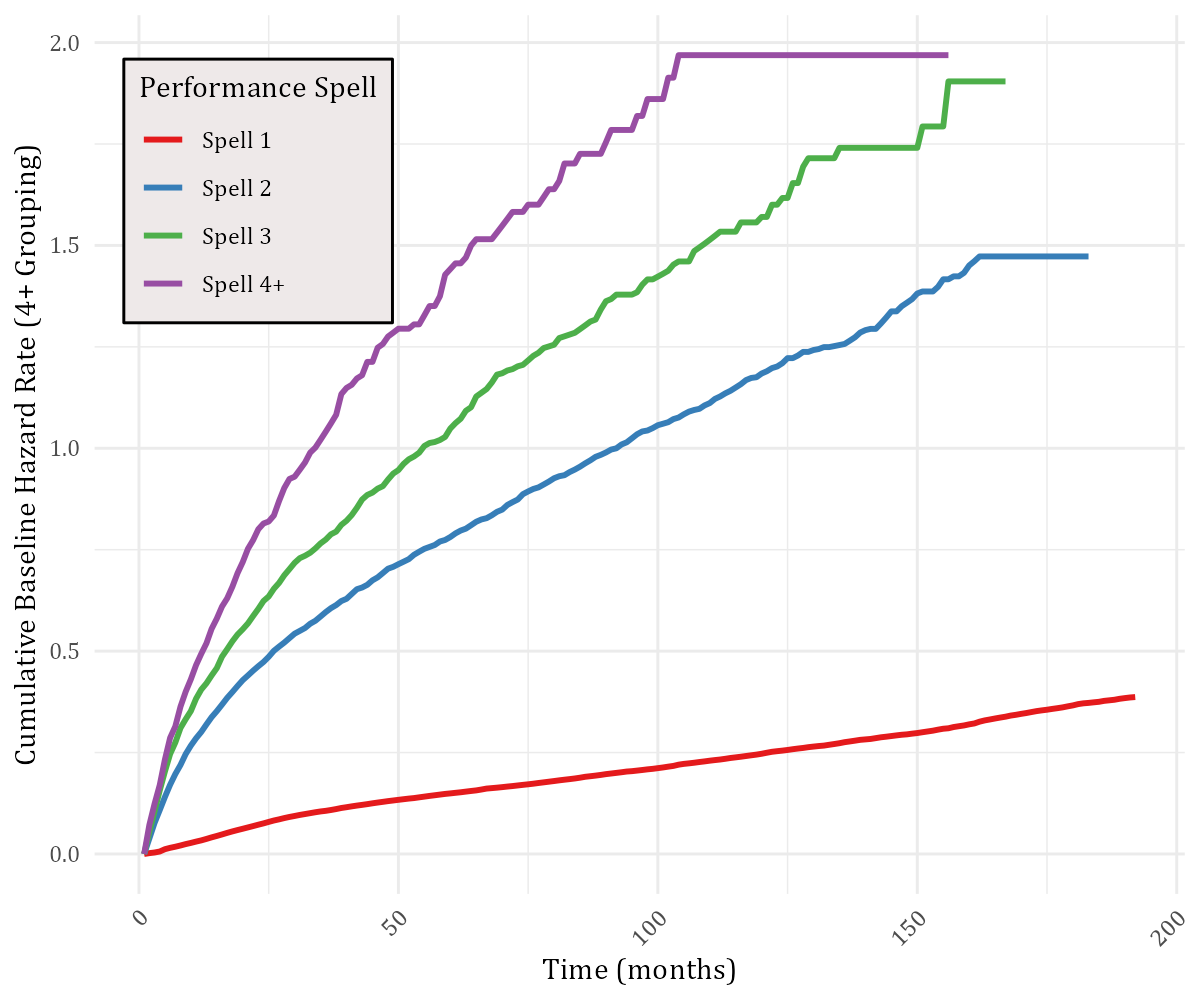 Cumulative Baseline Hazard Rate (4+ Grouping)
2.0
1.5
1.0
0.5
0.0
Performance Spell
Spell 1
Spell 2
Spell 3
Spell 4+
0
50
100
150
200
Time (months)